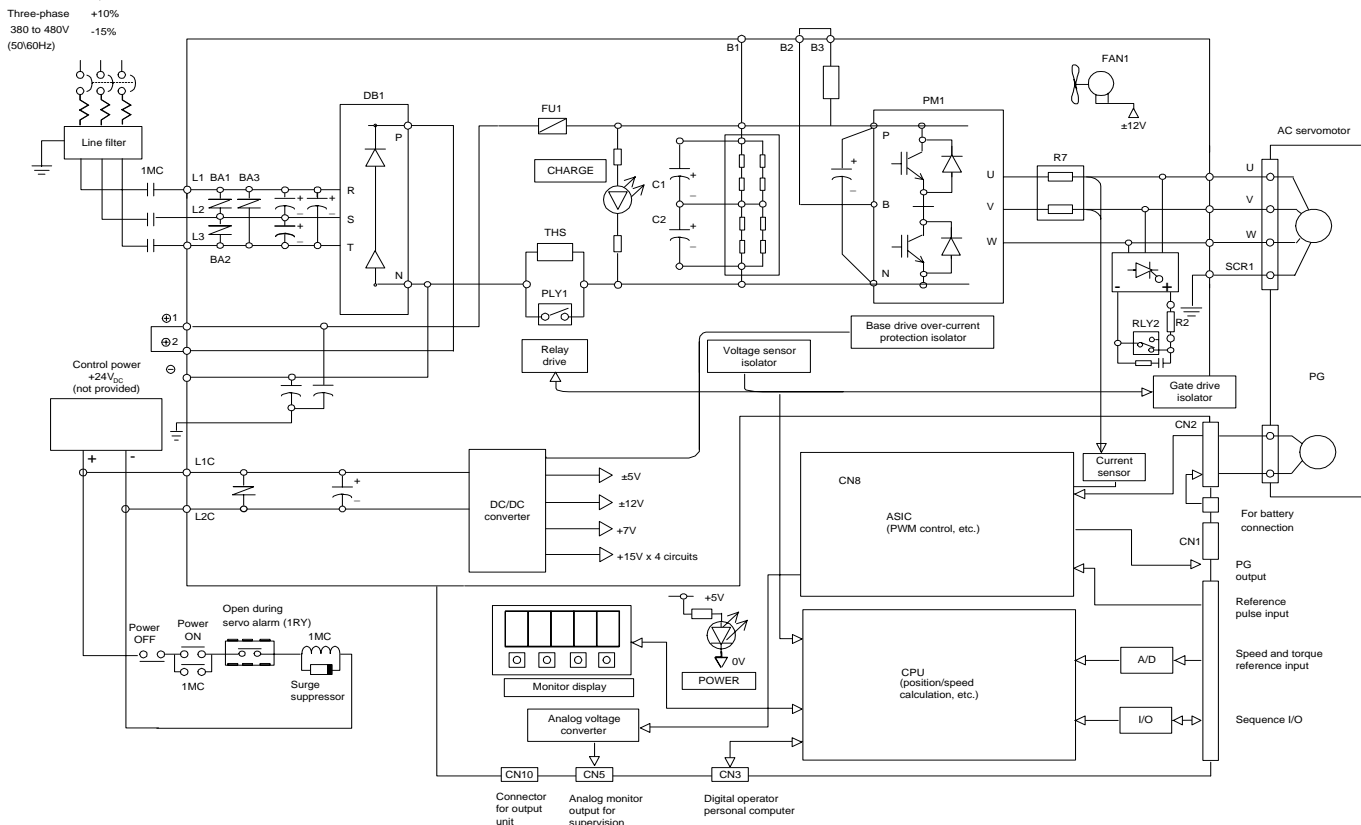 Three-phase +10%
380 to 480V -15%
(50\60Hz)
Line filter
1MC
L1 BA1 BA3
L2
L3
BA2
DB1
P
R
S
T
N
FU1
CHARGE
THS
PLY1
C1
+
–
C2
+
–
B1 B2 B3
PM1
P
B
N
U
V
W
FAN1
±12V
R7
AC servomotor
U
V
W
SCR1
- +
R2
RLY2
PG
⊕1
⊕2
⊖
Relay
drive
Voltage sensor
isolator
Base drive over-current
protection isolator
Gate drive
isolator
Control power
+24VDC
(not provided)
+ -
L1C
L2C
+
–
DC/DC
converter
±5V
±12V
+7V
+15V x 4 circuits
CN8
ASIC
(PWM control, etc.)
Current
sensor
CN2
For battery
connection
CN1
PG
output
Reference
pulse input
Speed and torque
reference input
A/D
I/O
Sequence I/O
CPU
(position/speed
calculation, etc.)
Power
OFF
Power
ON
1MC
Open during
servo alarm (1RY)
1MC
Surge
suppressor
Monitor display
+5V
0V
POWER
Analog voltage
converter
CN10 CN5 CN3
Connector
for output
unit
Analog monitor
output for
supervision
Digital operator
personal computer